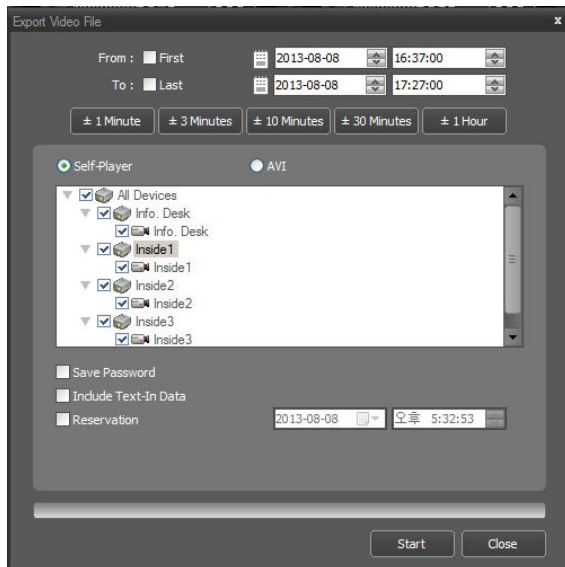 Export Video File x
From : First 2013-08-08 16:37:00
To : Last 2013-08-08 17:27:00
± 1 Minute ± 3 Minutes ± 10 Minutes ± 30 Minutes ± 1 Hour
Self-Player AVI
All Devices
Info. Desk
Info. Desk
Inside1
Inside1
Inside2
Inside2
Inside3
Inside3
Save Password
Include Text-In Data
Reservation 2013-08-08 오후 5:32:53
Start Close